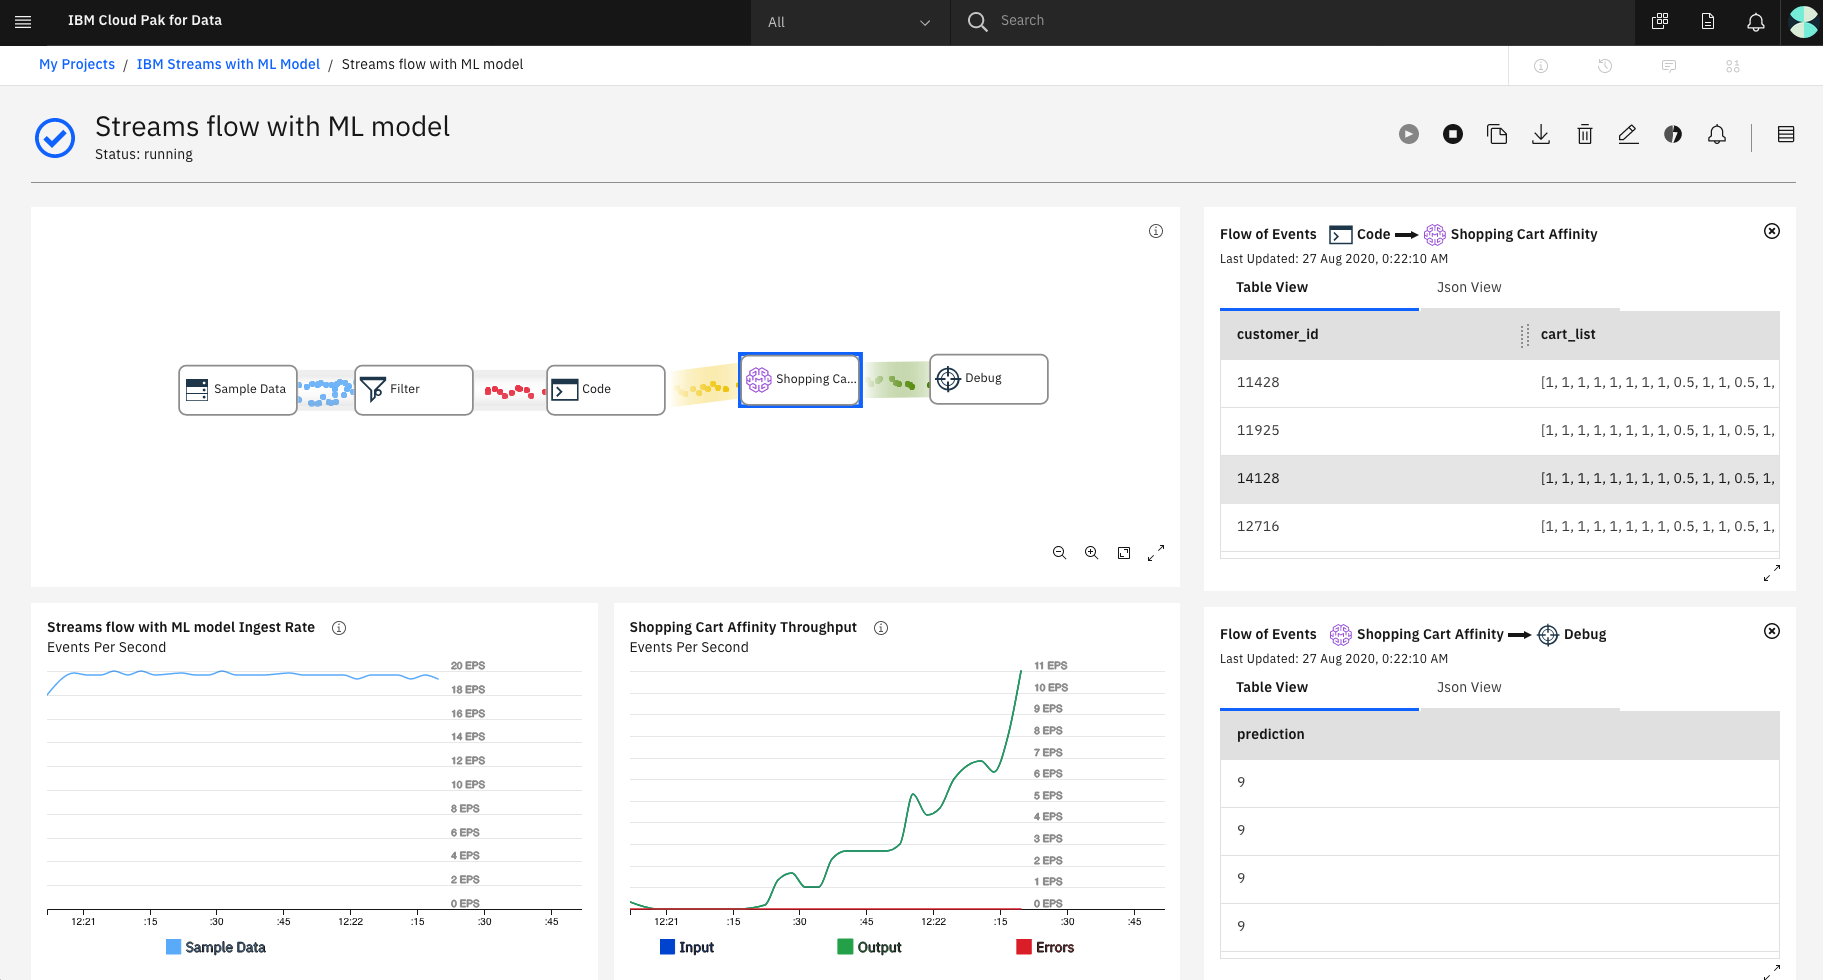 IBM Cloud Pak for Data
All
Search
My Projects / IBM Streams with ML Model / Streams flow with ML model
Streams flow with ML model
Status: running
Sample Data
Filter
Code
Shopping Ca...
Debug
Flow of Events Code Shopping Cart Affinity
Last Updated: 27 Aug 2020, 0:22:10 AM
Table View Json View
customer_id cart_list
11428 [1, 1, 1, 1, 1, 1, 1, 1, 0.5, 1, 1, 0.5, 1,
11925 [1, 1, 1, 1, 1, 1, 1, 1, 0.5, 1, 1, 0.5, 1,
14128 [1, 1, 1, 1, 1, 1, 1, 1, 0.5, 1, 1, 0.5, 1,
12716 [1, 1, 1, 1, 1, 1, 1, 1, 0.5, 1, 1, 0.5, 1,
Streams flow with ML model Ingest Rate
Events Per Second
20 EPS
18 EPS
16 EPS
14 EPS
12 EPS
10 EPS
8 EPS
6 EPS
4 EPS
2 EPS
0 EPS
12:21 :15 :30 :45 12:22 :15 :30 :45
Sample Data
Shopping Cart Affinity Throughput
Events Per Second
11 EPS
10 EPS
9 EPS
8 EPS
7 EPS
6 EPS
5 EPS
4 EPS
3 EPS
2 EPS
1 EPS
0 EPS
12:21 :15 :30 :45 12:22 :15 :30 :45
Input Output Errors
Flow of Events Shopping Cart Affinity Debug
Last Updated: 27 Aug 2020, 0:22:10 AM
Table View Json View
prediction
9
9
9
9